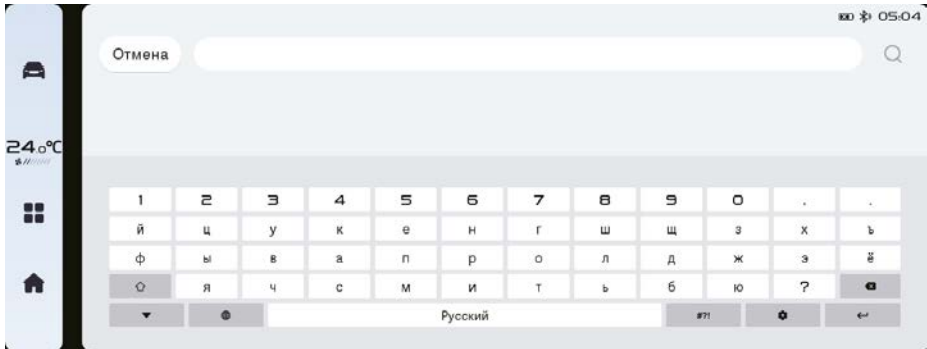 05:04
Отмена
24.0°C
1 2 3 4 5 6 7 8 9 0 , .
й ц у к е н г ш щ з х ъ
ф ы в а п р о л д ж э ё
я ч с м и т ь б ю ?
Русский #?!